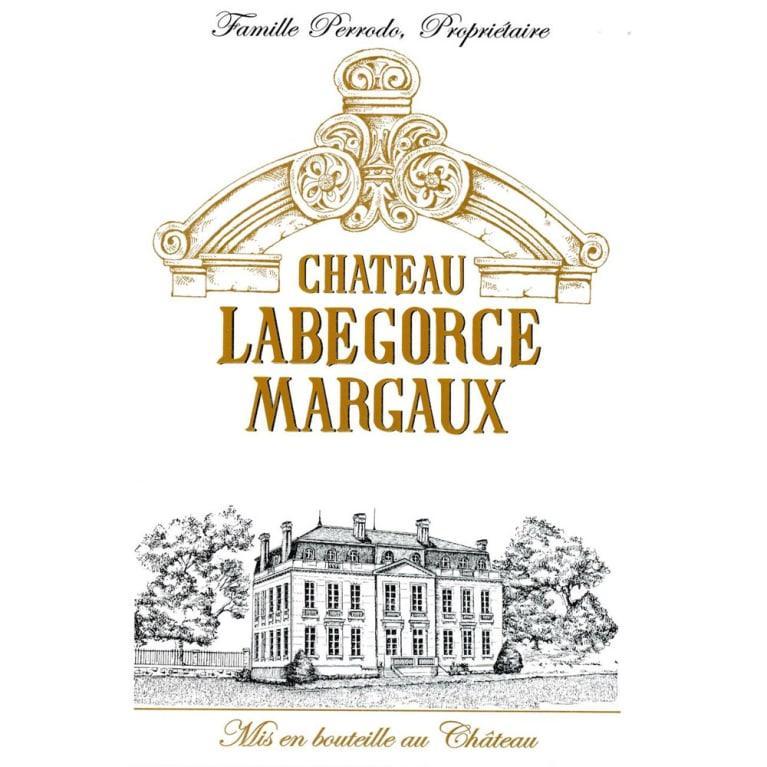 Famille Perrodo, Propriétaire
CHATEAU
LABEGORCE
MARGAUX
Mis en bouteille au Château